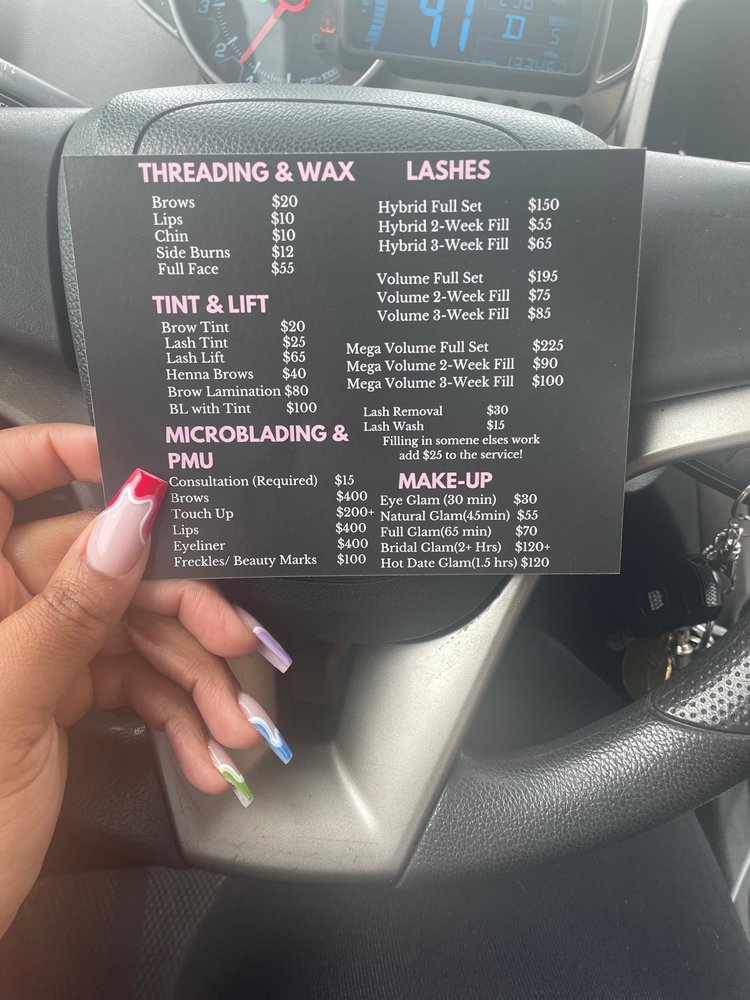 THREADING & WAX
Brows $20
Lips $10
Chin $10
Side Burns $12
Full Face $55
TINT & LIFT
Brow Tint $20
Lash Tint $25
Lash Lift $65
Henna Brows $40
Brow Lamination $80
BL with Tint $100
MICROBLADING &
PMU
Consultation (Required) $15
Brows $400
Touch Up $200+
Lips $400
Eyeliner $400
Freckles/ Beauty Marks $100
LASHES
Hybrid Full Set $150
Hybrid 2-Week Fill $55
Hybrid 3-Week Fill $65
Volume Full Set $195
Volume 2-Week Fill $75
Volume 3-Week Fill $85
Mega Volume Full Set $225
Mega Volume 2-Week Fill $90
Mega Volume 3-Week Fill $100
Lash Removal $30
Lash Wash $15
Filling in somene elses work
add $25 to the service!
MAKE-UP
Eye Glam (30 min) $30
Natural Glam(45min) $55
Full Glam(65 min) $70
Bridal Glam(2+ Hrs) $120+
Hot Date Glam(1.5 hrs) $120
3
2
91
D